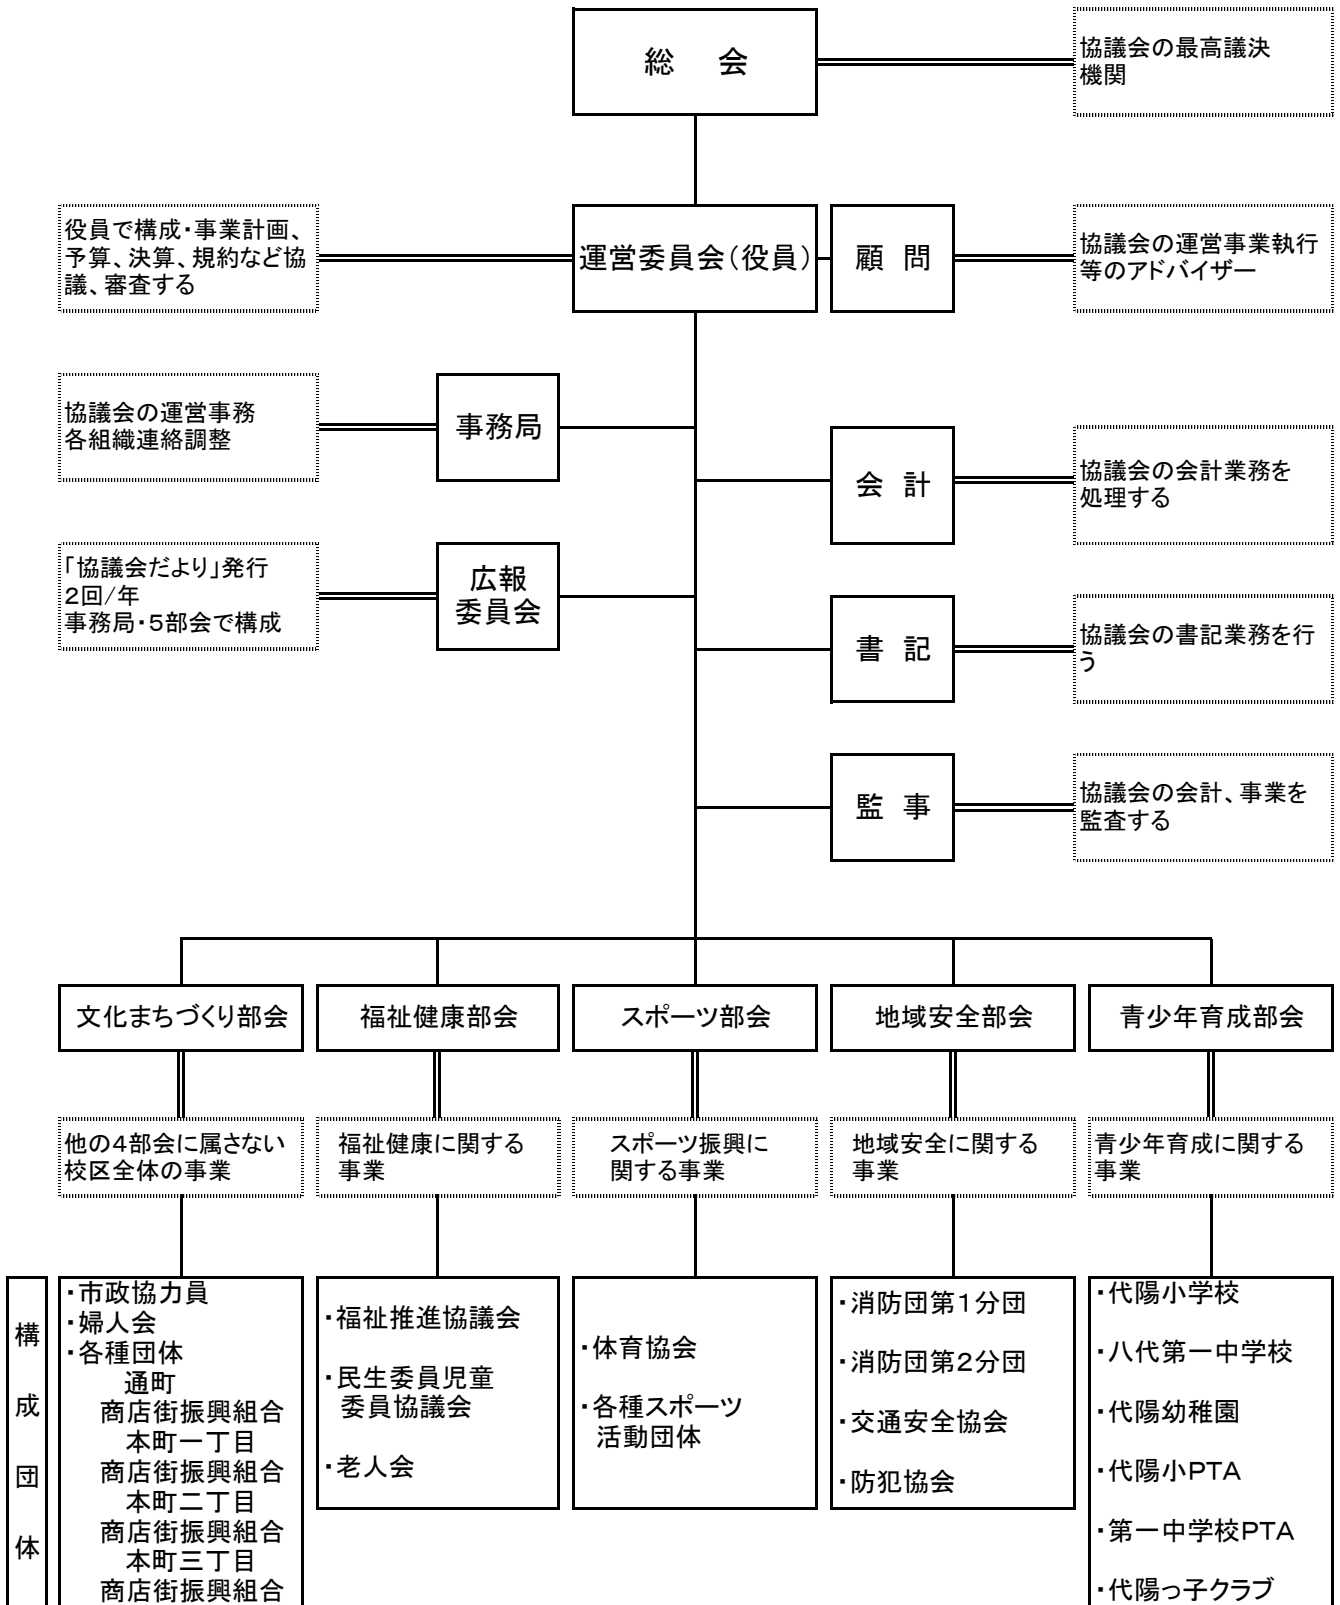 総　会
協議会の最高議決
機関
役員で構成・事業計画、
予算、決算、規約など協
議、審査する
運営委員会（役員）
顧　問
協議会の運営事業執行
等のアドバイザー
協議会の運営事務
各組織連絡調整
事務局
会　計
協議会の会計業務を
処理する
「協議会だより」発行
２回/年
事務局・５部会で構成
広報
委員会
書　記
協議会の書記業務を行
う
監　事
協議会の会計、事業を
監査する
文化まちづくり部会
福祉健康部会
スポーツ部会
地域安全部会
青少年育成部会
他の４部会に属さない
校区全体の事業
福祉健康に関する
事業
スポーツ振興に
関する事業
地域安全に関する
事業
青少年育成に関する
事業
構
成
団
体
・市政協力員
・婦人会
・各種団体
通町
商店街振興組合
本町一丁目
商店街振興組合
本町二丁目
商店街振興組合
本町三丁目
商店街振興組合
・福祉推進協議会
・民生委員児童
委員協議会
・老人会
・体育協会
・各種スポーツ
活動団体
・消防団第１分団
・消防団第２分団
・交通安全協会
・防犯協会
・代陽小学校
・八代第一中学校
・代陽幼稚園
・代陽小PTA
・第一中学校PTA
・代陽っ子クラブ